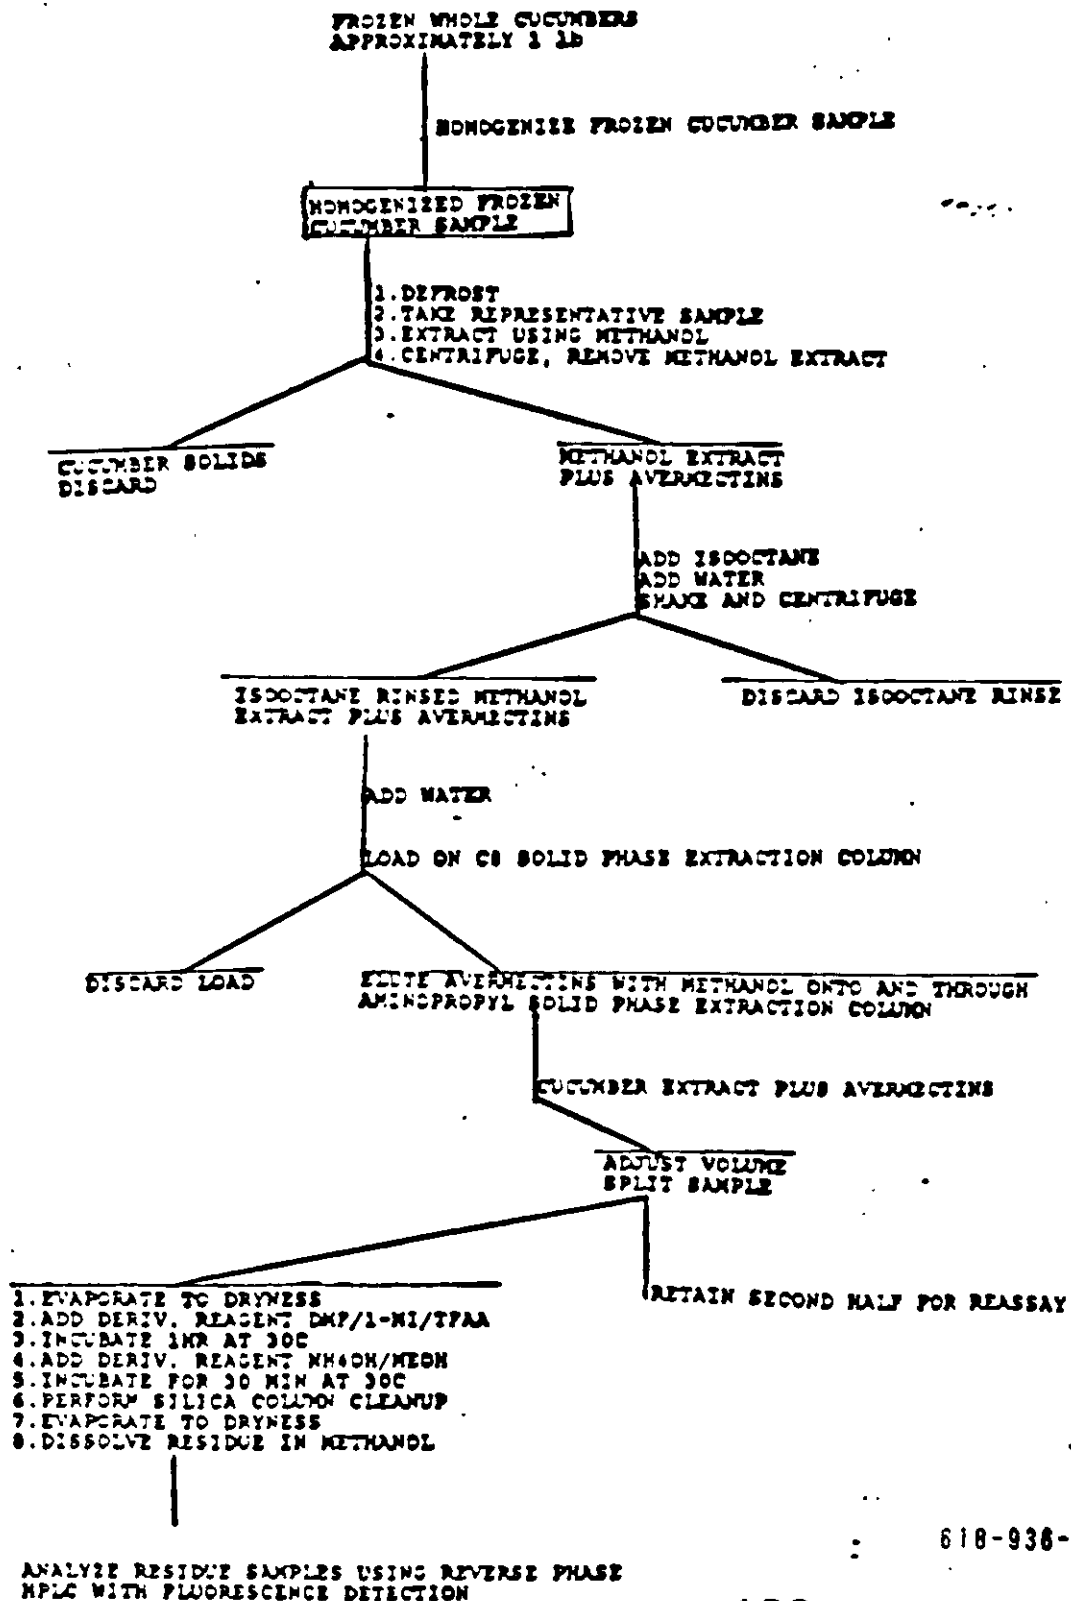 FROZEN WHOLE CUCUMBERS
APPROXIMATELY 1 lb
HOMOGENIZE FROZEN CUCUMBER SAMPLE
HOMOGENIZED FROZEN
CUCUMBER SAMPLE
1.DEFROST
2.TAKE REPRESENTATIVE SAMPLE
3.EXTRACT USING METHANOL
4.CENTRIFUGE, REMOVE METHANOL EXTRACT
CUCUMBER SOLIDS
DISCARD
METHANOL EXTRACT
PLUS AVERMECTINS
ADD ISOOCTANE
ADD WATER
SHAKE AND CENTRIFUGE
ISOOCTANE RINSED METHANOL
EXTRACT PLUS AVERMECTINS
DISCARD ISOOCTANE RINSE
ADD WATER
LOAD ON C8 SOLID PHASE EXTRACTION COLUMN
DISCARD LOAD
ELUTE AVERMECTINS WITH METHANOL ONTO AND THROUGH
AMINOPROPYL SOLID PHASE EXTRACTION COLUMN
CUCUMBER EXTRACT PLUS AVERMECTINS
ADJUST VOLUME
SPLIT SAMPLE
RETAIN SECOND HALF FOR REASSAY
1.EVAPORATE TO DRYNESS
2.ADD DERIV. REAGENT DMF/1-MI/TFAA
3.INCUBATE 1HR AT 30C
4.ADD DERIV. REAGENT NH4OH/MEOH
5.INCUBATE FOR 30 MIN AT 30C
6.PERFORM SILICA COLUMN CLEANUP
7.EVAPORATE TO DRYNESS
8.DISSOLVE RESIDUE IN METHANOL
618-936-
ANALYZE RESIDUE SAMPLES USING REVERSE PHASE
HPLC WITH FLUORESCENCE DETECTION